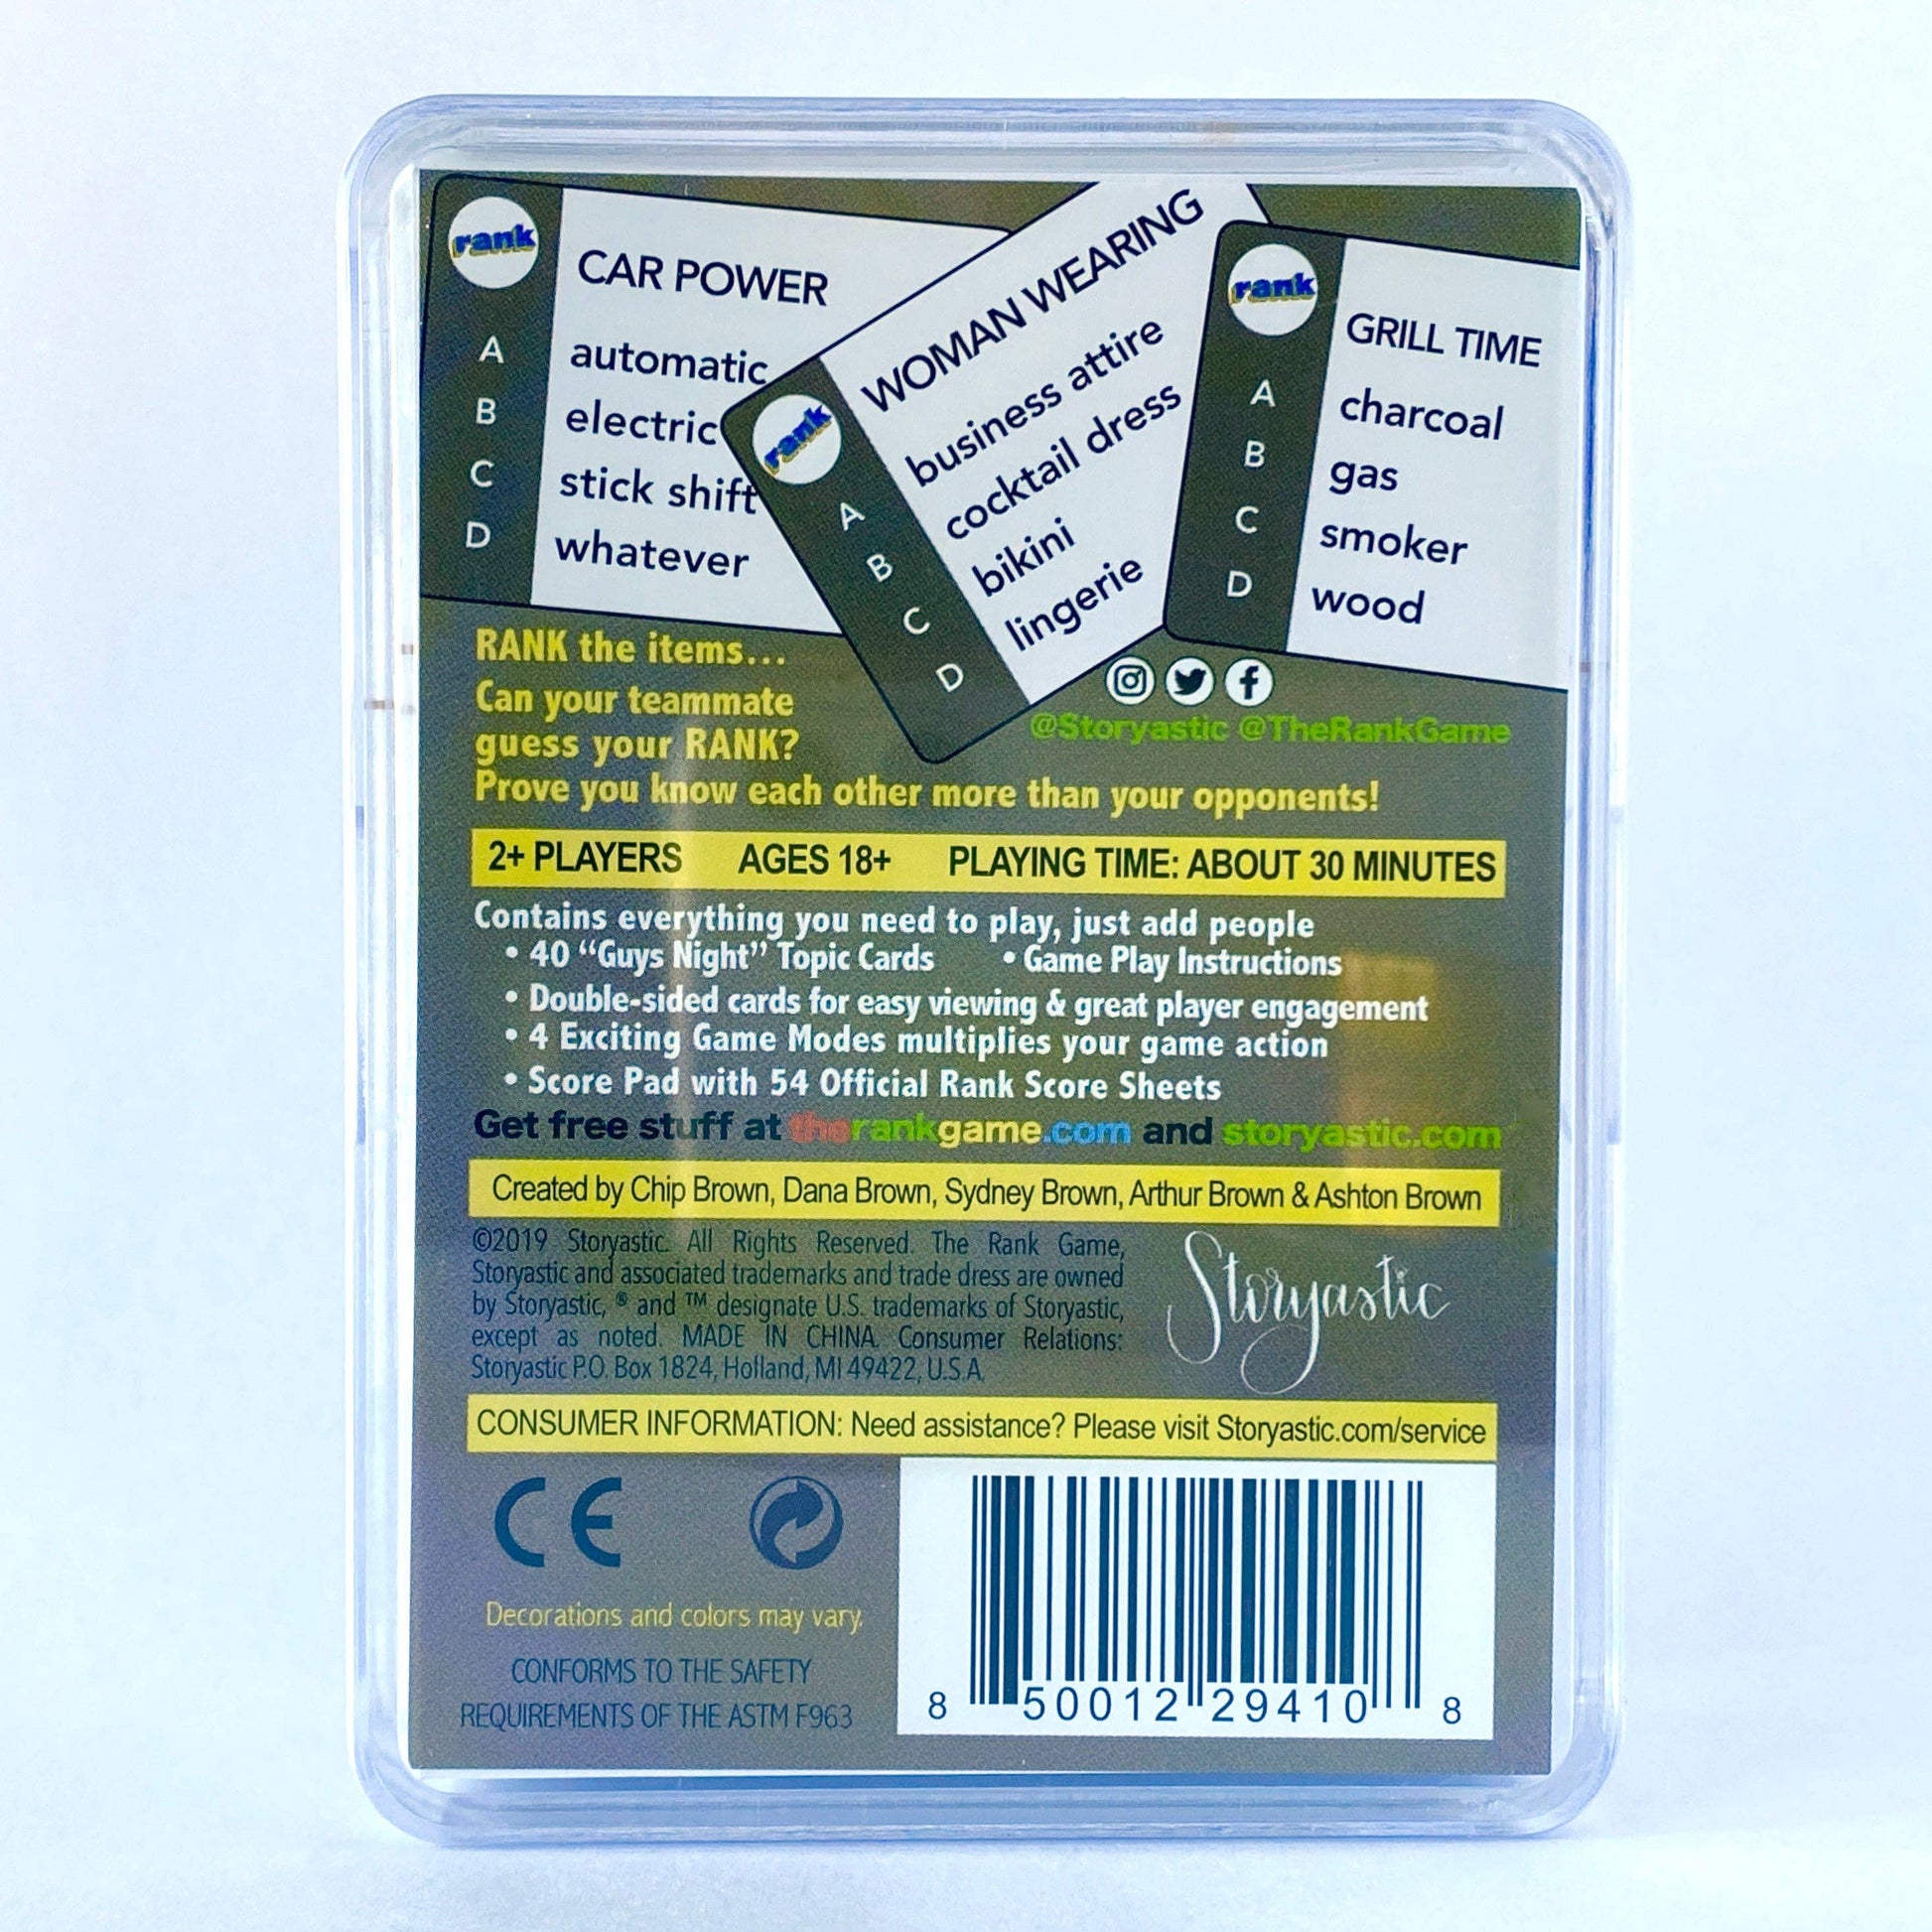 rank
CAR POWER
A automatic
B electric
C stick shift
D whatever
rank
WOMAN WEARING
A business attire
B cocktail dress
C bikini
D lingerie
rank
GRILL TIME
A charcoal
B gas
C smoker
D wood
RANK the items...
Can your teammate
guess your RANK?
Prove you know each other more than your opponents!
@Storyastic @TheRankGame
2+ PLAYERS AGES 18+ PLAYING TIME: ABOUT 30 MINUTES
Contains everything you need to play, just add people
• 40 “Guys Night” Topic Cards • Game Play Instructions
• Double-sided cards for easy viewing & great player engagement
• 4 Exciting Game Modes multiplies your game action
• Score Pad with 54 Official Rank Score Sheets
Get free stuff at therankgame.com and storyastic.com
Created by Chip Brown, Dana Brown, Sydney Brown, Arthur Brown & Ashton Brown
©2019 Storyastic. All Rights Reserved. The Rank Game,
Storyastic and associated trademarks and trade dress are owned
by Storyastic, ® and ™ designate U.S. trademarks of Storyastic,
except as noted. MADE IN CHINA. Consumer Relations:
Storyastic P.O. Box 1824, Holland, MI 49422, U.S.A.
Storyastic
CONSUMER INFORMATION: Need assistance? Please visit Storyastic.com/service
CE
Decorations and colors may vary.
CONFORMS TO THE SAFETY
REQUIREMENTS OF THE ASTM F963
8 50012 29410 8